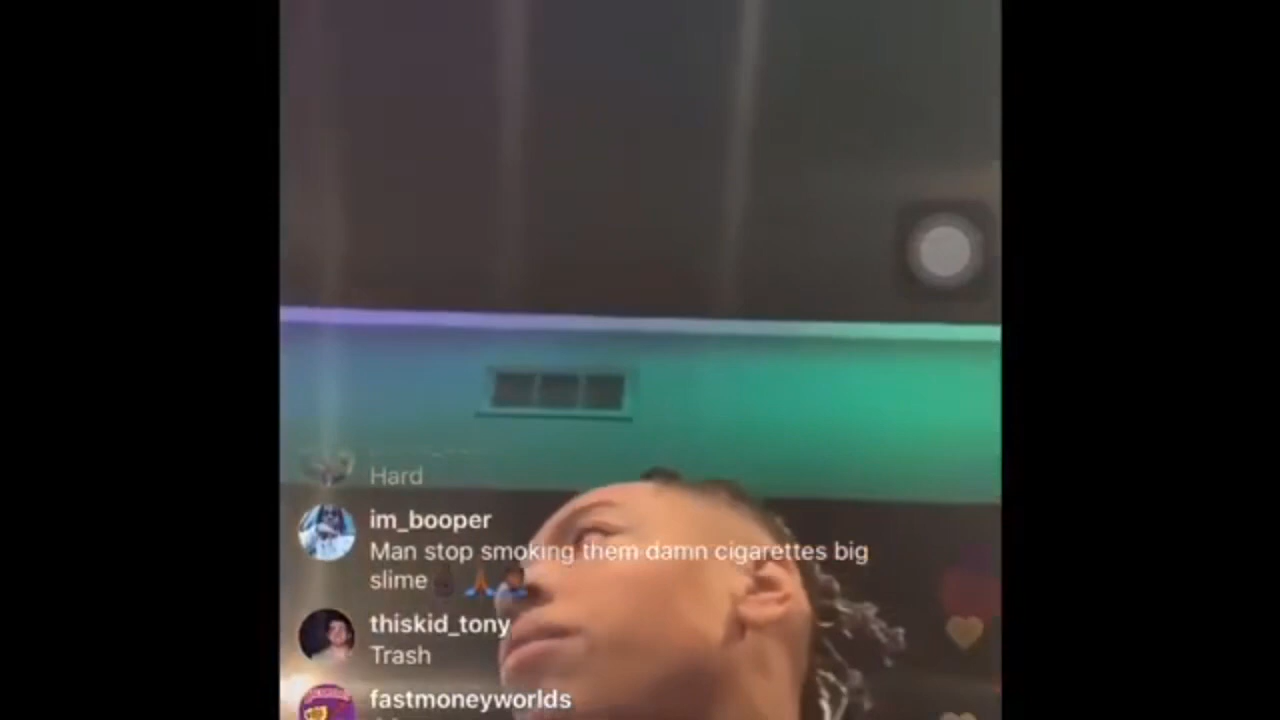 Hard
im_booper
Man stop smoking them damn cigarettes big
slime
thiskid_tony
Trash
fastmoneyworlds